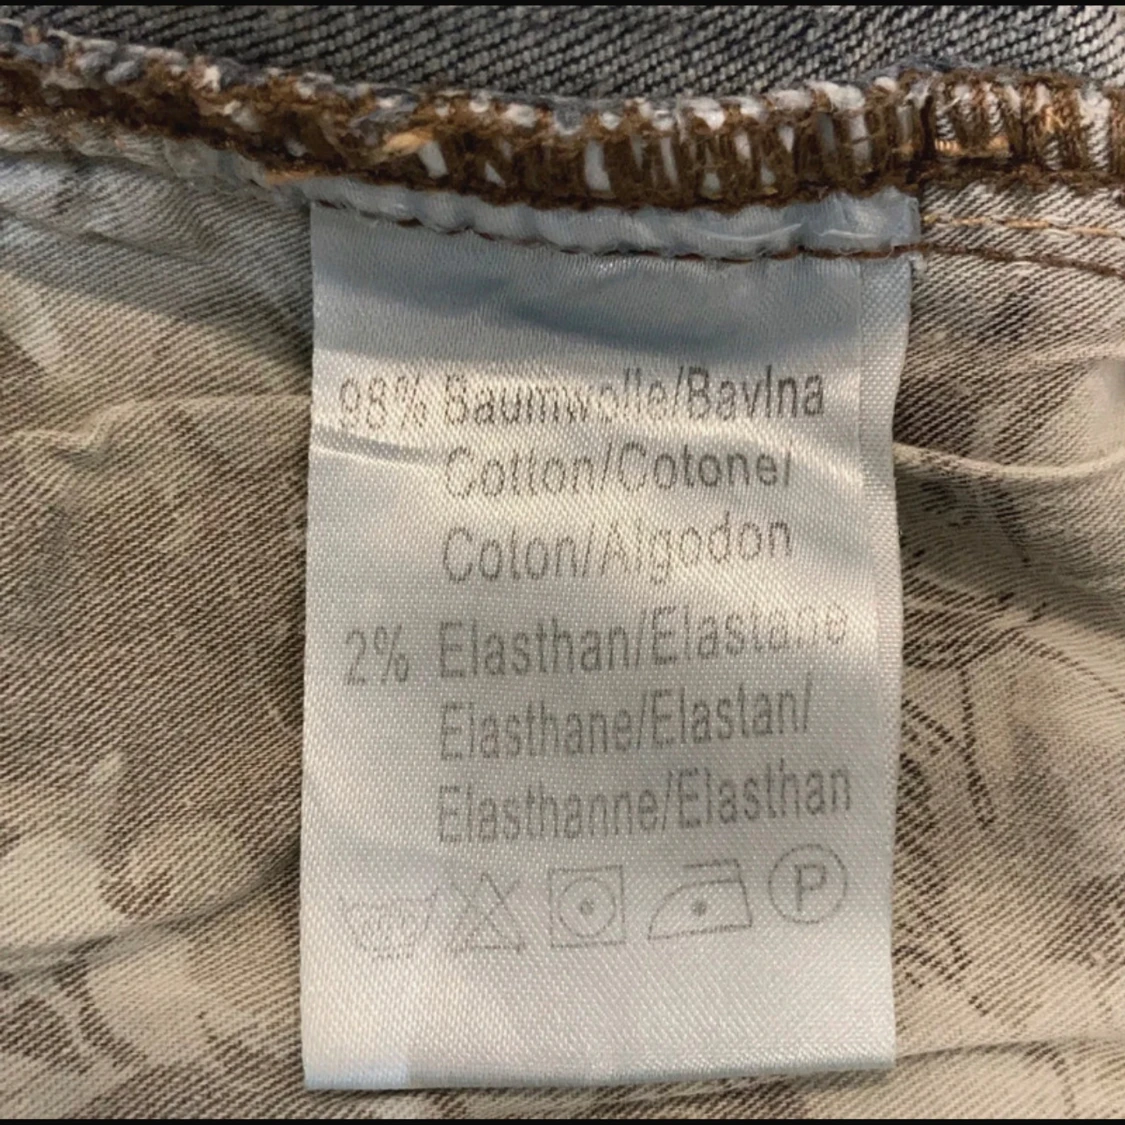 98% Baumwolle/Bavlna
Cotton/Cotone/
Coton/Algodon
2% Elasthan/Elastane
Elasthane/Elastan/
Elasthanne/Elasthan
P